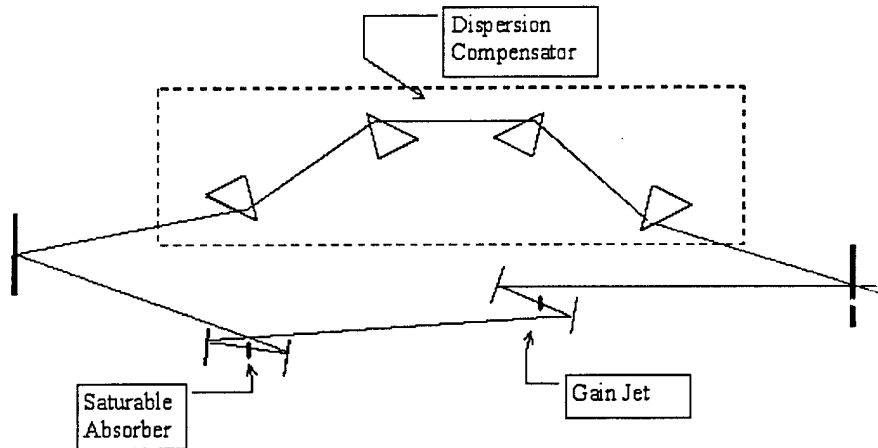 Dispersion
Compensator
Gain Jet
Saturable
Absorber